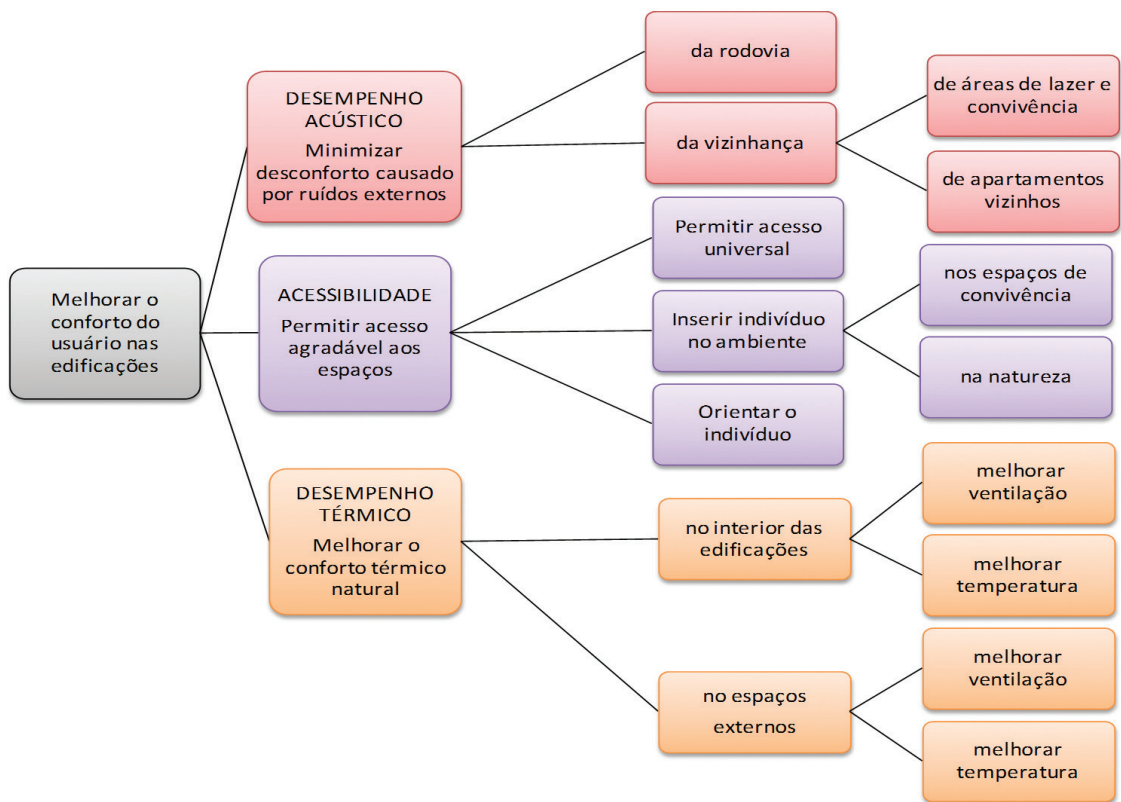 Melhorar o
conforto do
usuário nas
edificações
DESEMPENHO
ACÚSTICO
Minimizar
desconforto causado
por ruídos externos
da rodovia
da vizinhança
de áreas de lazer e
convivência
de apartamentos
vizinhos
ACESSIBILIDADE
Permitir acesso
agradável aos
espaços
Permitir acesso
universal
Inserir indivíduo
no ambiente
nos espaços de
convivência
na natureza
Orientar o
indivíduo
DESEMPENHO
TÉRMICO
Melhorar o
conforto térmico
natural
no interior das
edificações
melhorar
ventilação
melhorar
temperatura
no espaços
externos
melhorar
ventilação
melhorar
temperatura